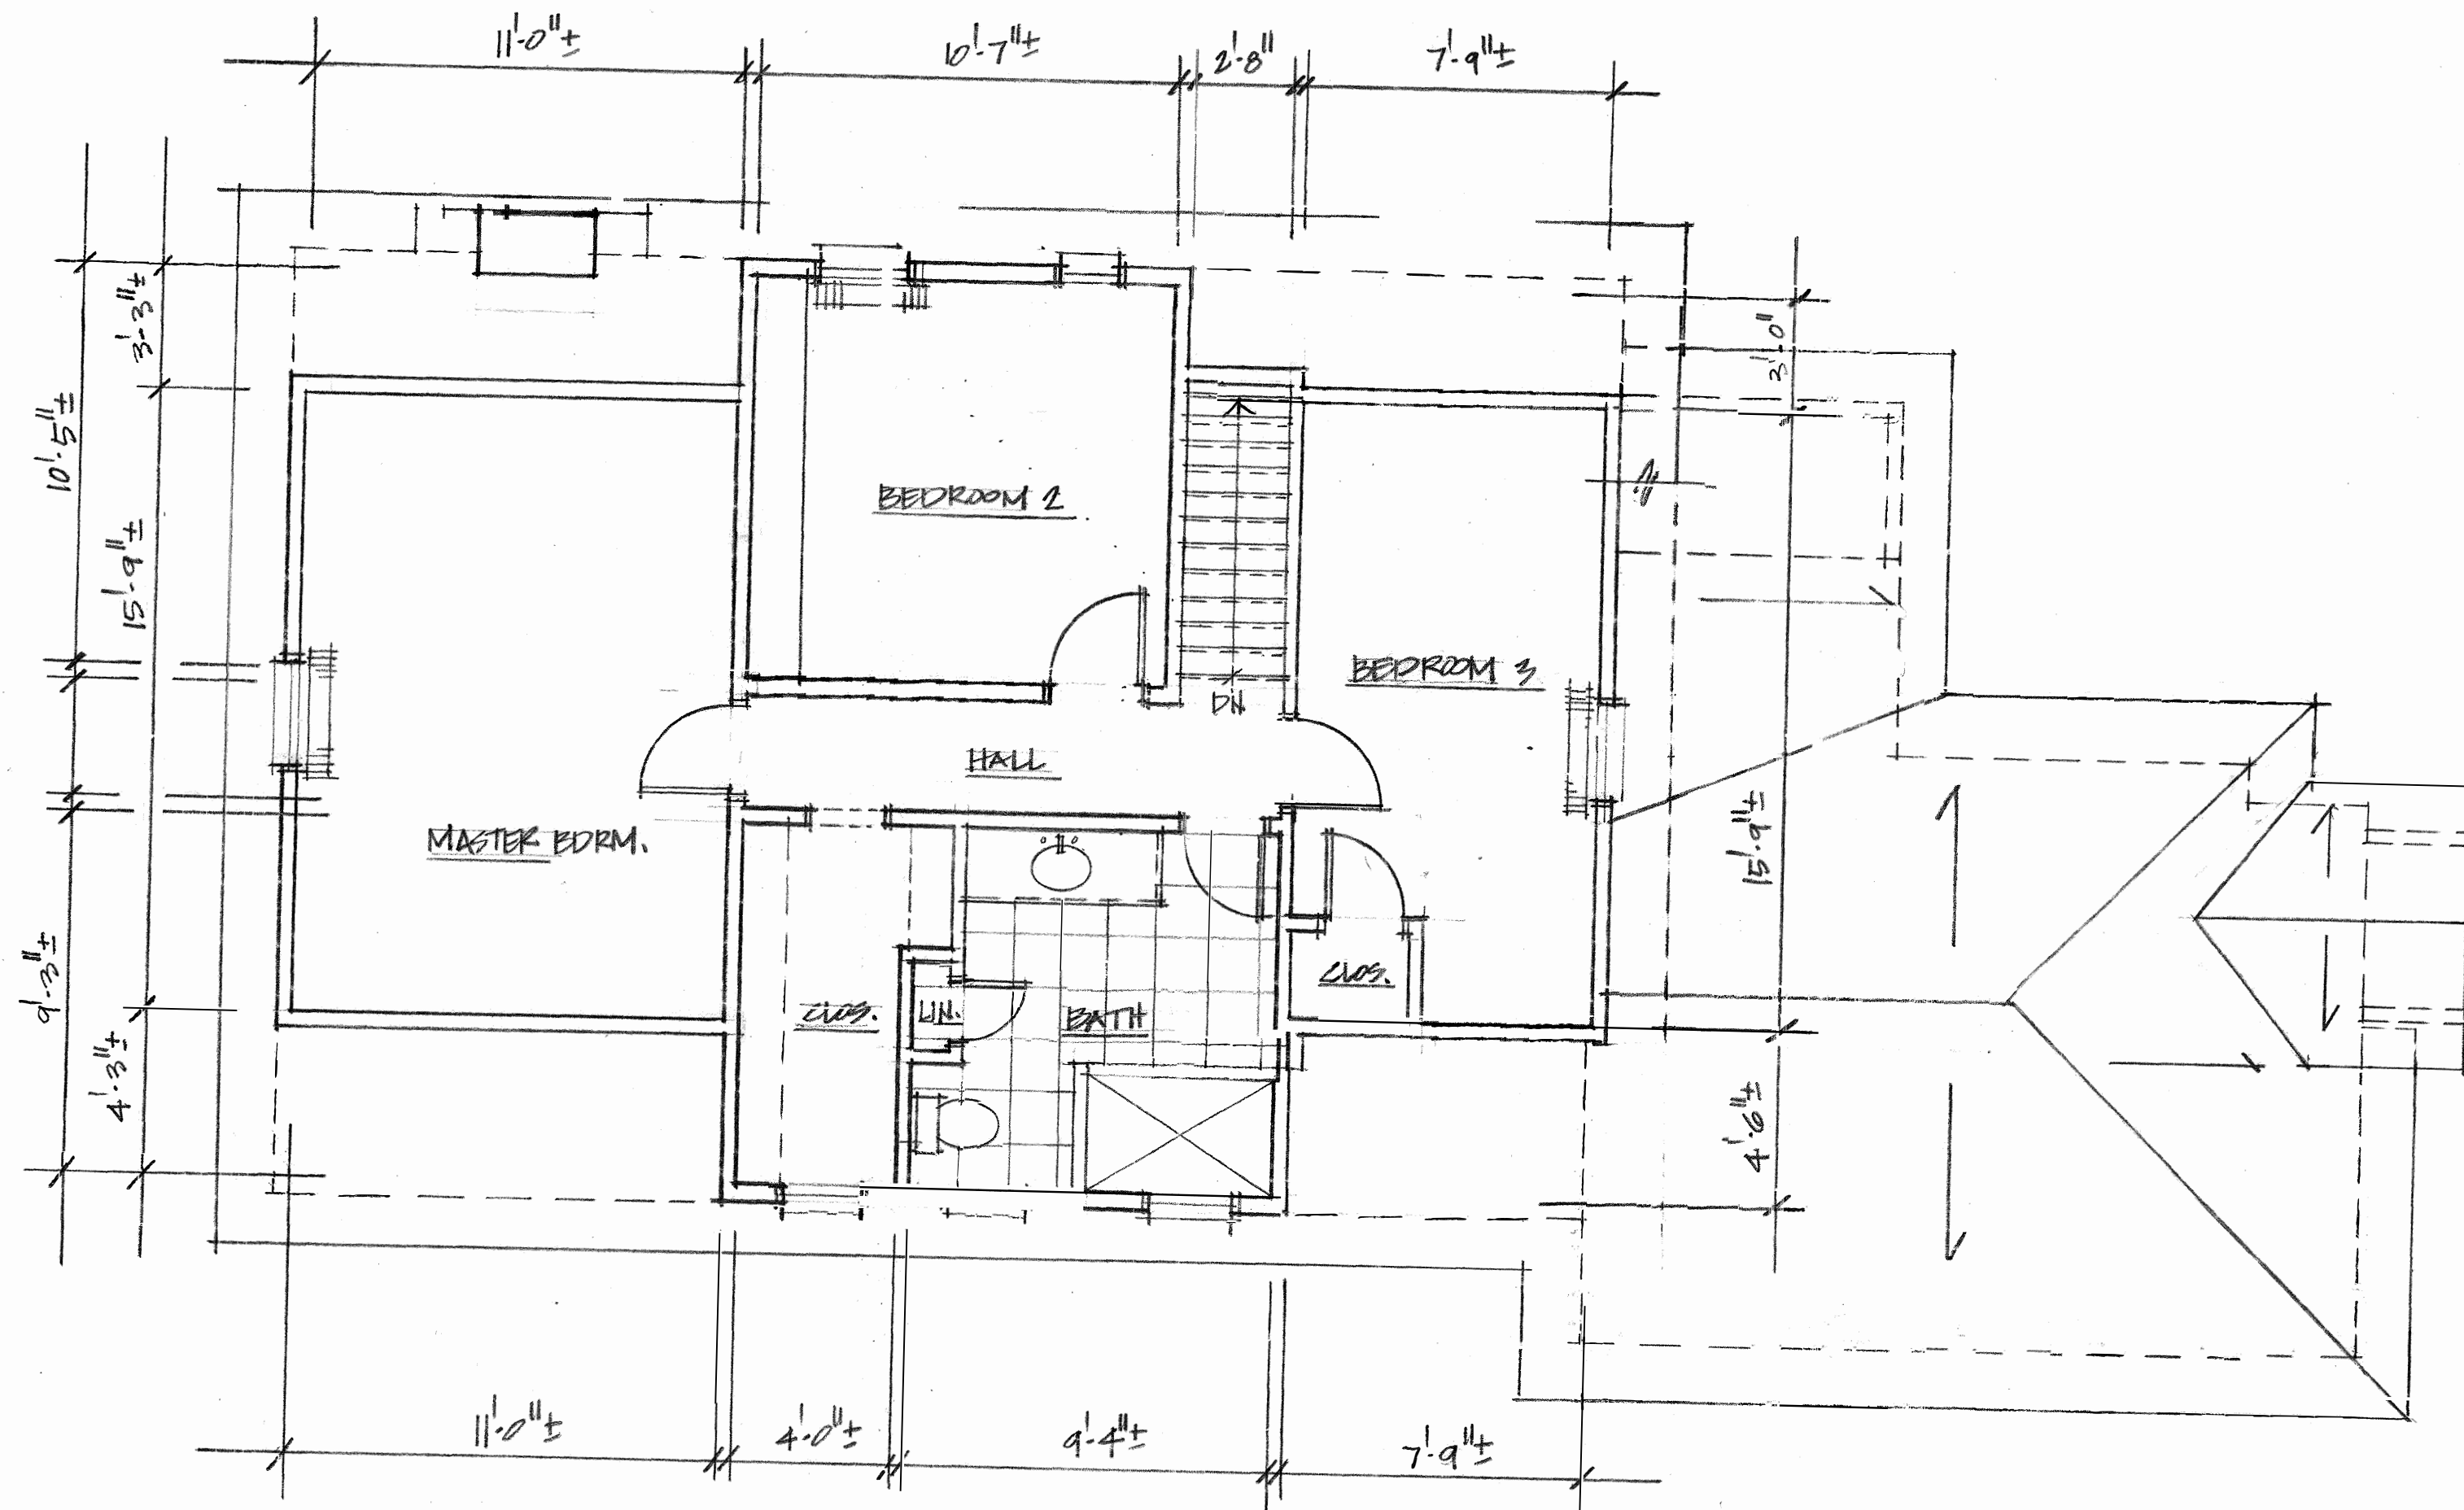 11'-0"±
10'-7"±
2'-8"
7'-9"±
3'-3"±
10'-5"±
15'-9"±
9'-3"±
4'-3"±
3'-0"
15'-9"±
4'-6"±
BEDROOM 2
BEDROOM 3
DN.
HALL
MASTER BDRM.
CLOS.
LIN.
BATH
CLOS.
11'-0"±
4'-0"±
9'-4"±
7'-9"±